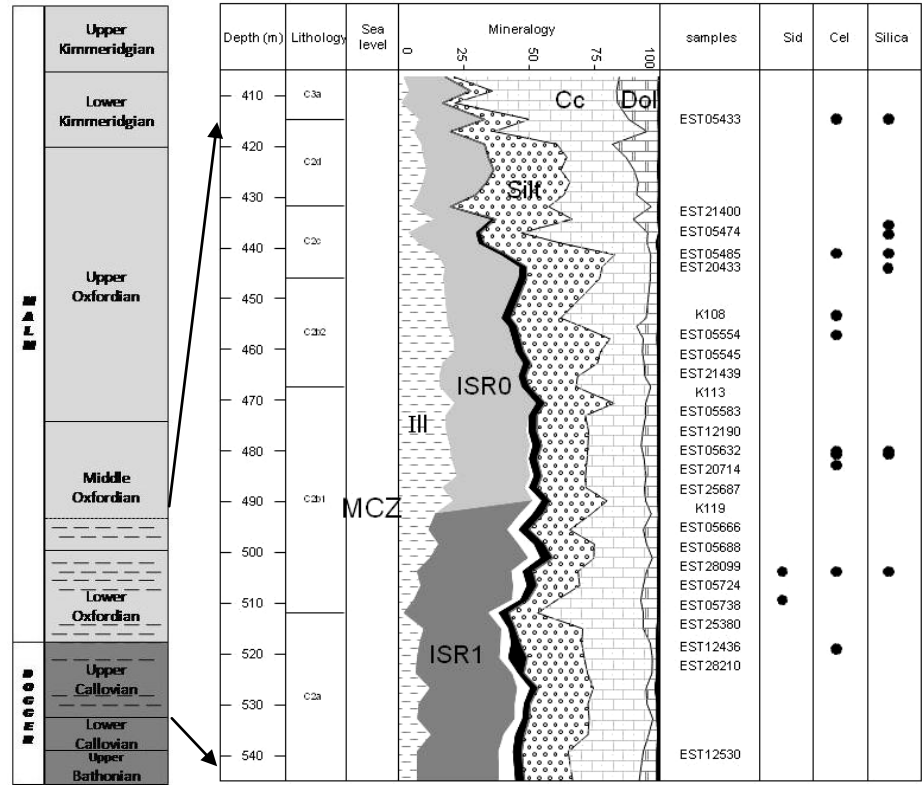 Upper
Kimmeridgian
Lower
Kimmeridgian
Upper
Oxfordian
Middle
Oxfordian
Lower
Oxfordian
Upper
Callovian
Lower
Callovian
Upper
Bathonian
MALM
DOGGER
Depth (m)
Lithology
Sea
level
Mineralogy
0 25 50 75 100
samples
Sid
Cel
Silica
410
420
430
440
450
460
470
480
490
500
510
520
530
540
C3a
C2d
C2c
C2b2
C2b1
C2a
MCZ
Ill
ISR0
ISR1
Silt
Cc
Dol
EST05433
EST21400
EST05474
EST05485
EST20433
K108
EST05554
EST05545
EST21439
K113
EST05583
EST12190
EST05632
EST20714
EST25687
K119
EST05666
EST05688
EST28099
EST05724
EST05738
EST25380
EST12436
EST28210
EST12530